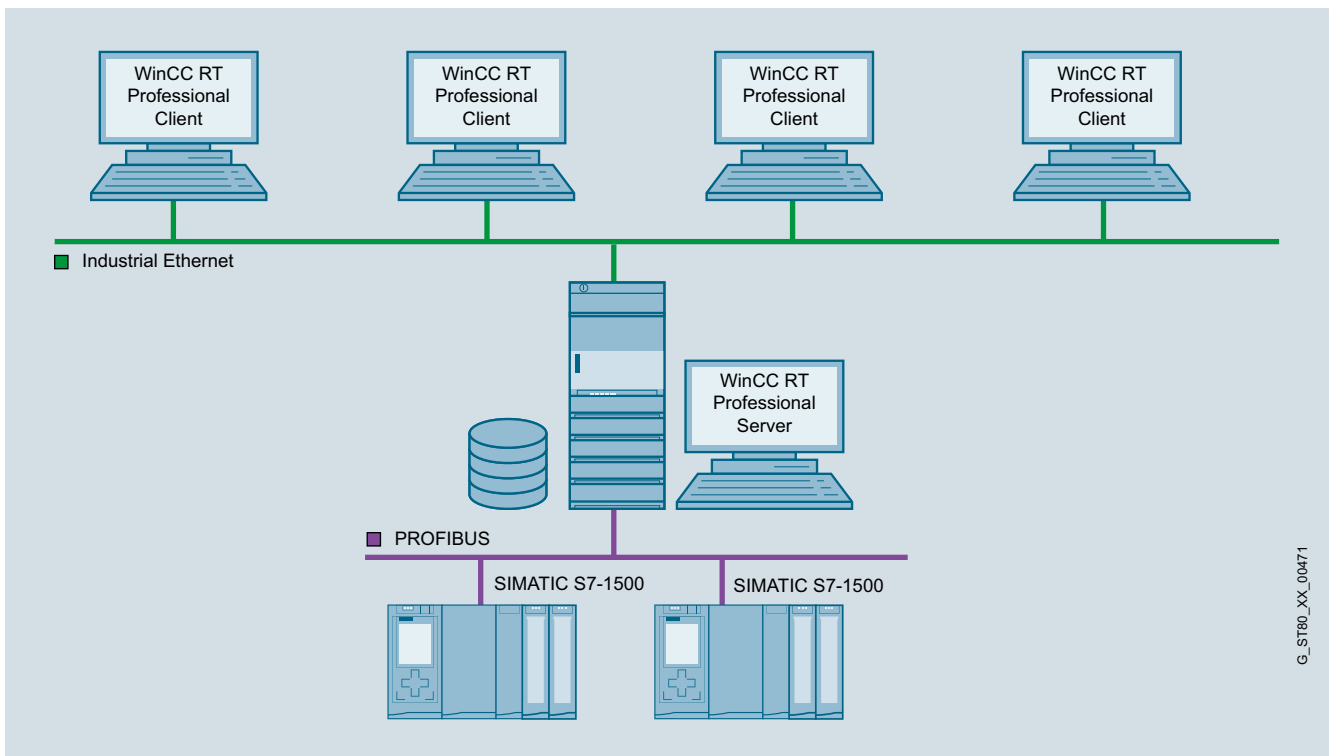 WinCC RT
Professional
Client
WinCC RT
Professional
Client
WinCC RT
Professional
Client
WinCC RT
Professional
Client
Industrial Ethernet
WinCC RT
Professional
Server
PROFIBUS
SIMATIC S7-1500
SIMATIC S7-1500
G_ST80_XX_00471